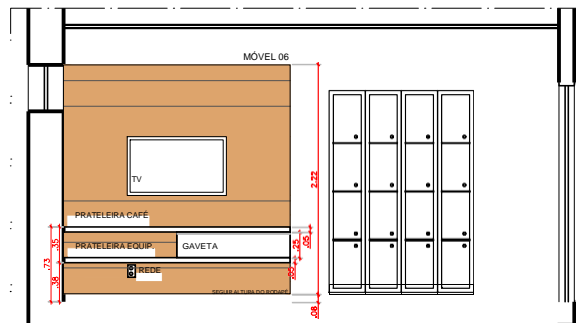 MÓVEL 06
TV
2.22
PRATELEIRA CAFÉ
PRATELEIRA EQUIP.
GAVETA
.35
.73
.25
.05
REDE
.38
.05
SEGUIR ALTURA DO RODAPÉ
.08